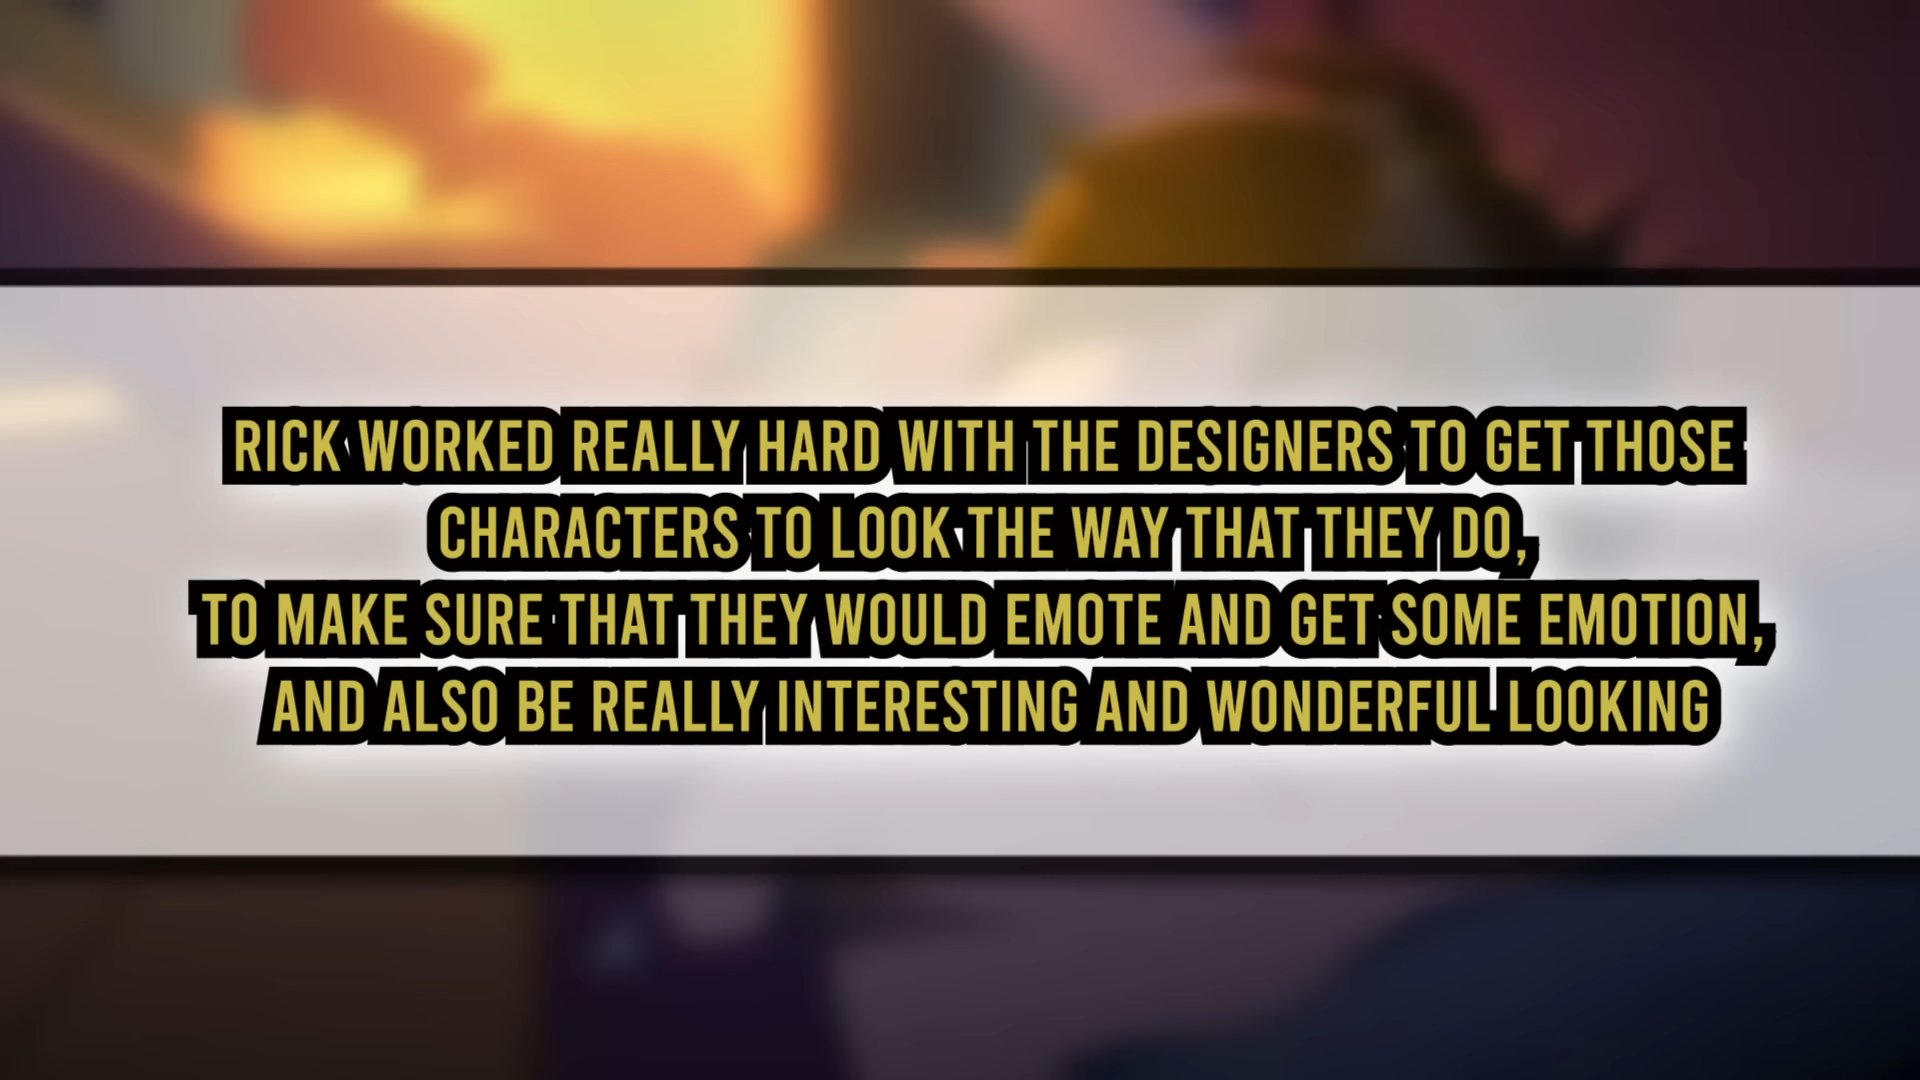 RICK WORKED REALLY HARD WITH THE DESIGNERS TO GET THOSE
CHARACTERS TO LOOK THE WAY THAT THEY DO,
TO MAKE SURE THAT THEY WOULD EMOTE AND GET SOME EMOTION,
AND ALSO BE REALLY INTERESTING AND WONDERFUL LOOKING